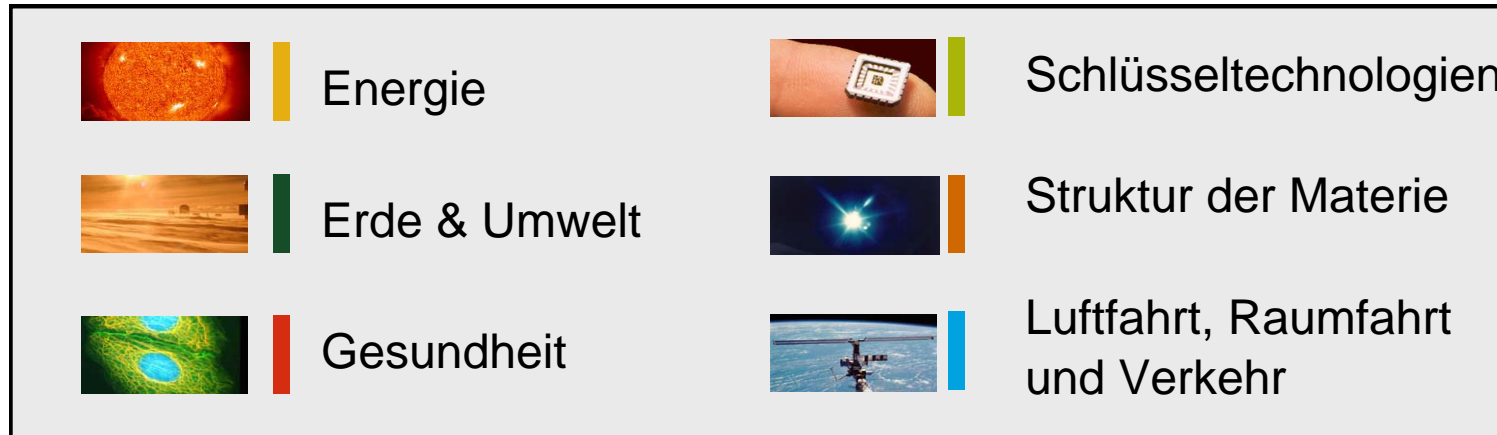 Energie
Erde & Umwelt
Gesundheit
Schlüsseltechnologien
Struktur der Materie
Luftfahrt, Raumfahrt
und Verkehr